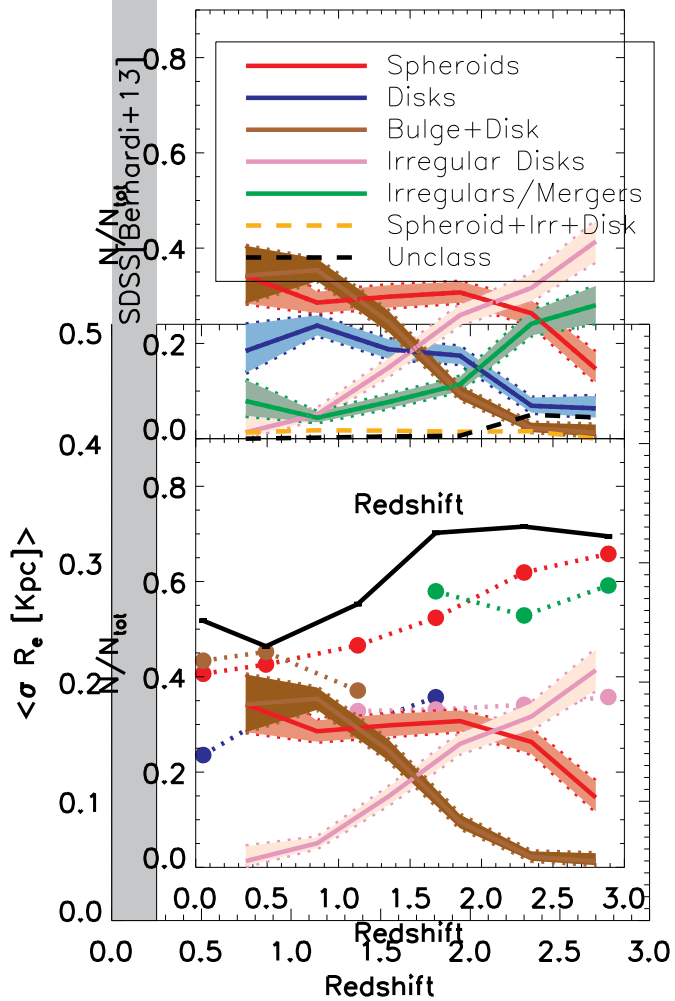 0.8
Spheroids
Disks
Bulge+Disk
0.6
Irregular Disks
Irregulars/Mergers
N/Ntot
SDSS[Bernardi+13]
Spheroid+Irr+Disk
0.4
Unclass
0.5
0.2
0.0
0.4
0.8
Redshift
0.3
0.6
<σ Re [Kpc]>
N/Ntot
0.2
0.4
0.1
0.2
0.0
0.0
0.0 0.5 1.0 1.5 2.0 2.5 3.0
Redshift
0.0 0.5 1.0 1.5 2.0 2.5 3.0
Redshift